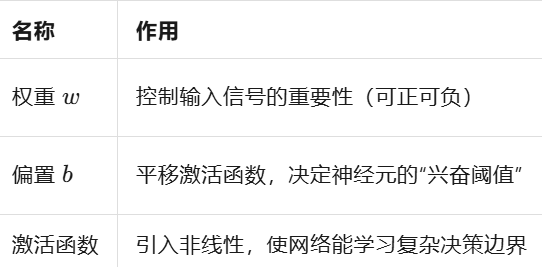 名称 作用
权重 w 控制输入信号的重要性（可正可负）
偏置 b 平移激活函数，决定神经元的“兴奋阈值”
激活函数 引入非线性，使网络能学习复杂决策边界